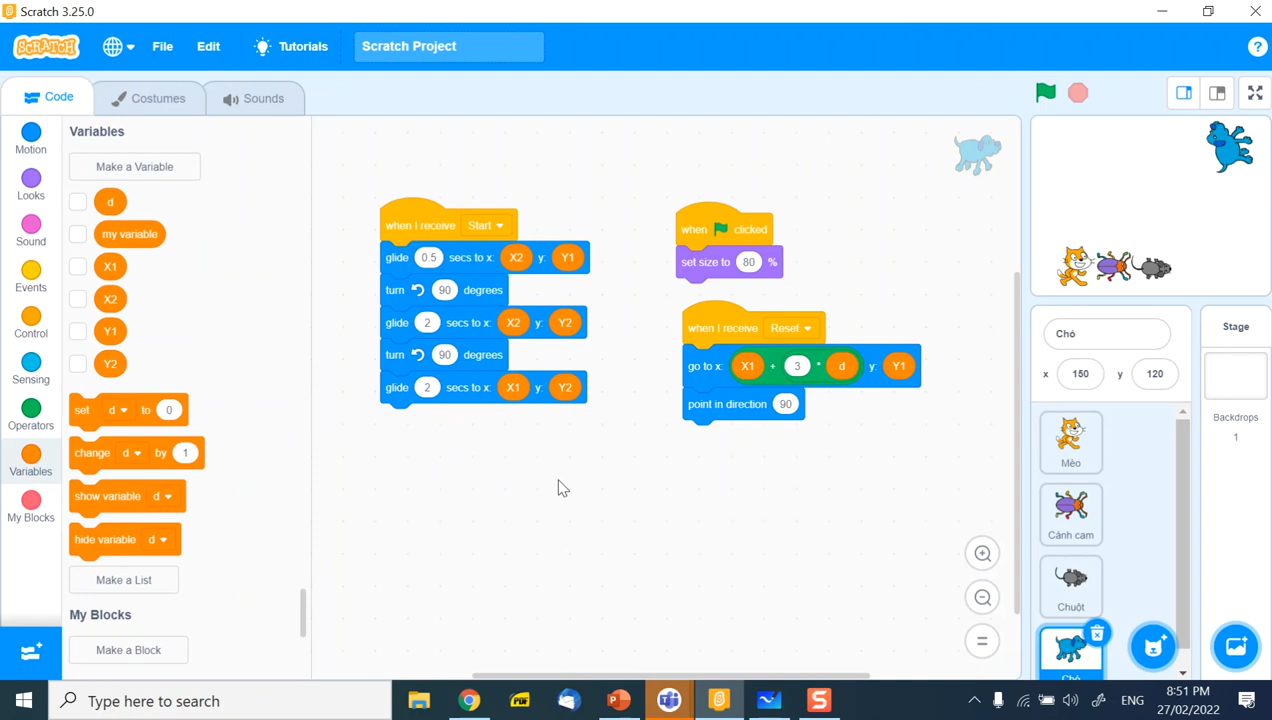 Scratch 3.25.0
SCRATCH File Edit Tutorials Scratch Project ?
Code Costumes Sounds
Motion
Looks
Sound
Events
Control
Sensing
Operators
Variables
My Blocks
Variables
Make a Variable
d
my variable
X1
X2
Y1
Y2
set d to 0
change d by 1
show variable d
hide variable d
Make a List
My Blocks
Make a Block
when I receive Start
glide 0.5 secs to x: X2 y: Y1
turn 90 degrees
glide 2 secs to x: X2 y: Y2
turn 90 degrees
glide 2 secs to x: X1 y: Y2
when clicked
set size to 80 %
when I receive Reset
go to x: X1 + 3 * d y: Y1
point in direction 90
Chó
x 150 y 120
Mèo
Cánh cam
Chuột
Chó
Stage
Backdrops
1
Type here to search
PDF
ENG
8:51 PM
27/02/2022